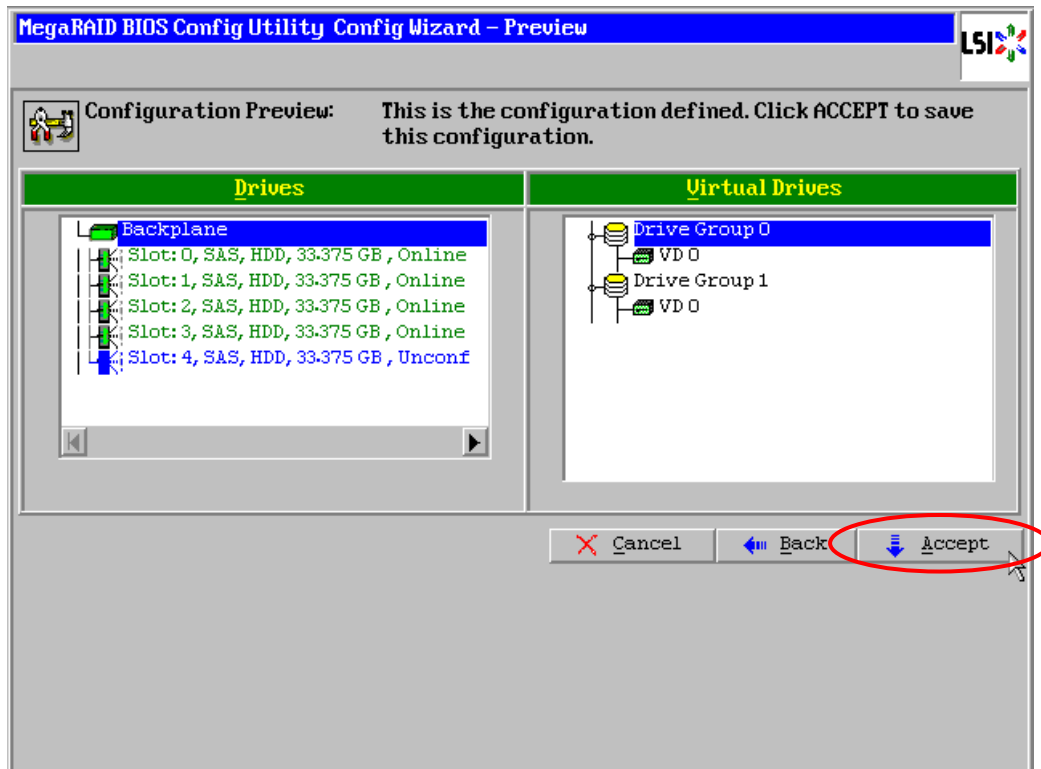 MegaRAID BIOS Config Utility Config Wizard – Preview
LSI
Configuration Preview:
This is the configuration defined. Click ACCEPT to save
this configuration.
Drives
Backplane
Slot: 0, SAS, HDD, 33.375 GB , Online
Slot: 1, SAS, HDD, 33.375 GB , Online
Slot: 2, SAS, HDD, 33.375 GB , Online
Slot: 3, SAS, HDD, 33.375 GB , Online
Slot: 4, SAS, HDD, 33.375 GB , Unconf
Virtual Drives
Drive Group 0
VD 0
Drive Group 1
VD 0
Cancel
Back
Accept